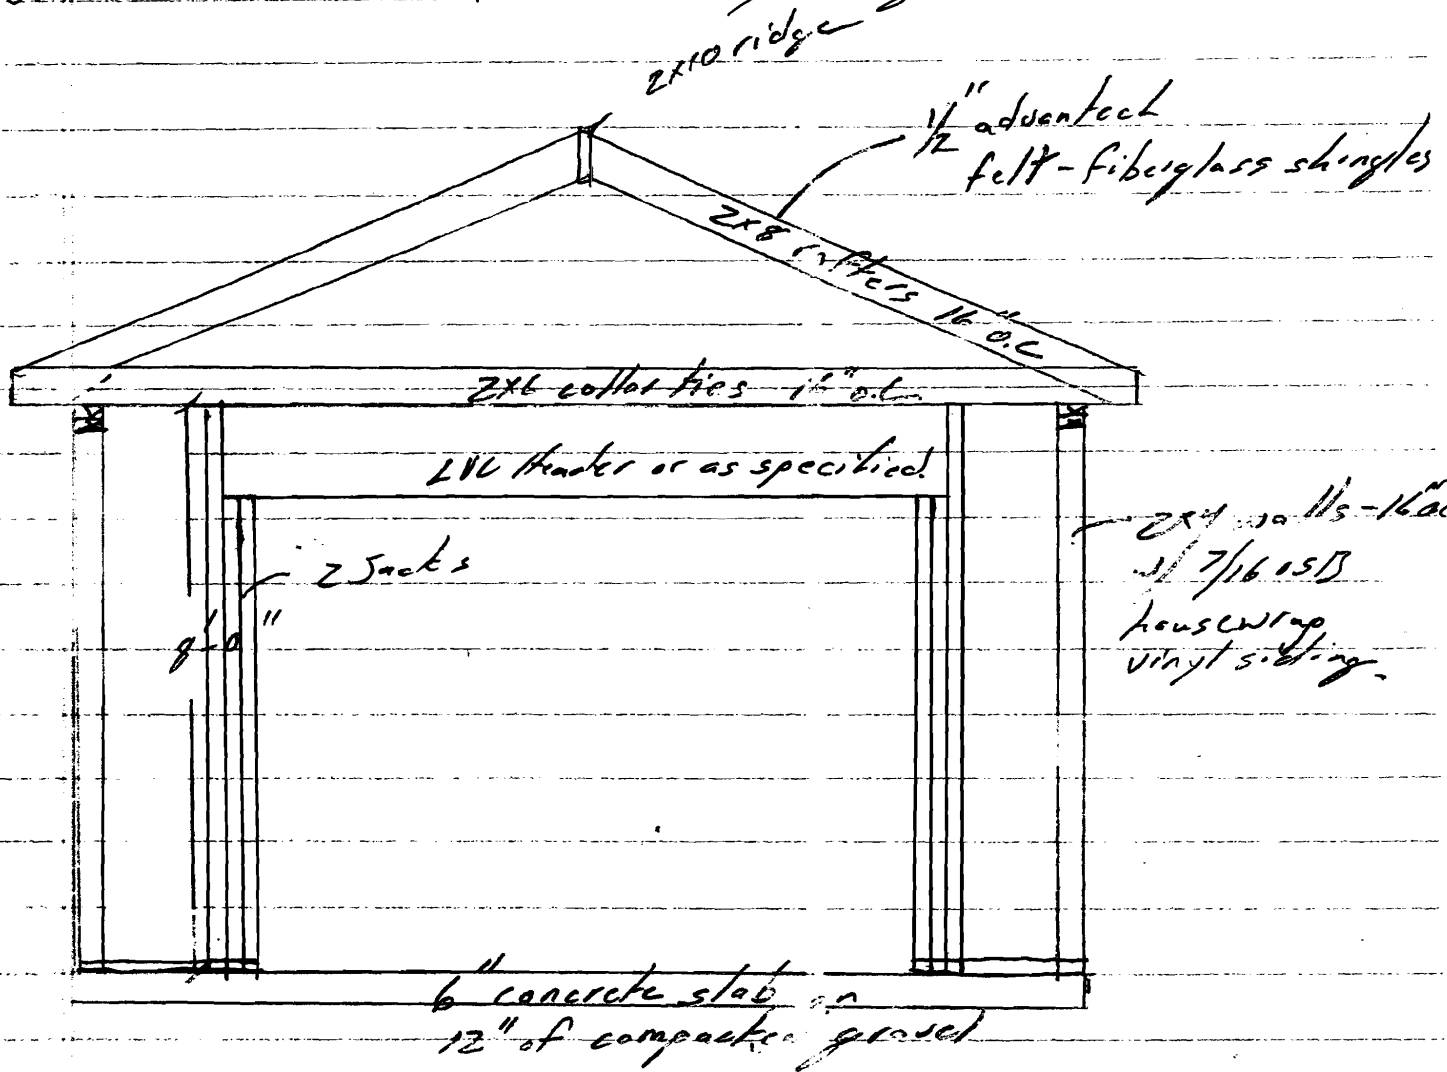 2x10 ridge
1/2" advantech
felt - fiberglass shingles
2x8 rafters 16" o.c
2x6 collar ties 16" o.c.
LVL Header or as specified
2x4 walls - 16" oc
w/ 7/16 OSB
housewrap
vinyl siding
2 Jacks
8'-0"
6" concrete slab on
12" of compacted gravel